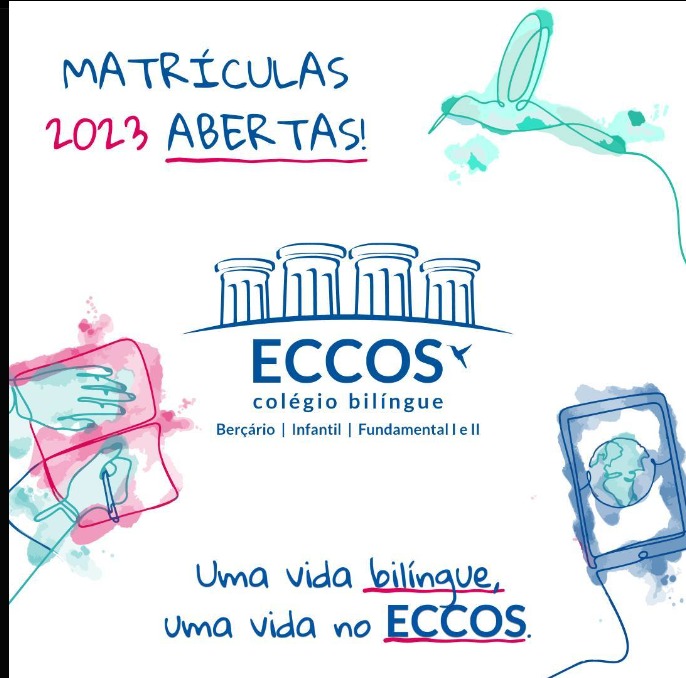 MATRÍCULAS
2023 ABERTAS!
ECCOS
colégio bilíngue
Berçário | Infantil | Fundamental I e II
Uma vida bilíngue,
uma vida no ECCOS.